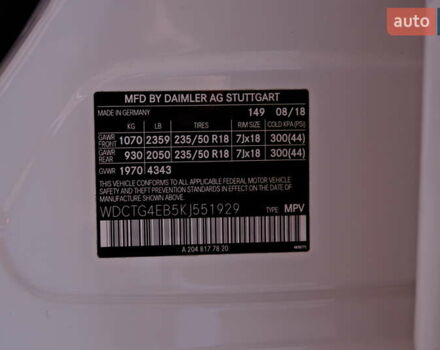 auto
MFD BY DAIMLER AG STUTTGART
MADE IN GERMANY 149 08/18
KG LB TIRES RIM SIZE COLD KPA (PSI)
GAWR FRONT 1070 2359 235/50 R18 7Jx18 300(44)
GAWR REAR 930 2050 235/50 R18 7Jx18 300(44)
GVWR 1970 4343
THIS VEHICLE CONFORMS TO ALL APPLICABLE FEDERAL MOTOR VEHICLE
SAFETY STANDARDS IN EFFECT ON THE DATE OF
MANUFACTURE SHOWN ABOVE.
WDCTG4EB5KJ551929 TYPE: MPV
A 204 817 78 20